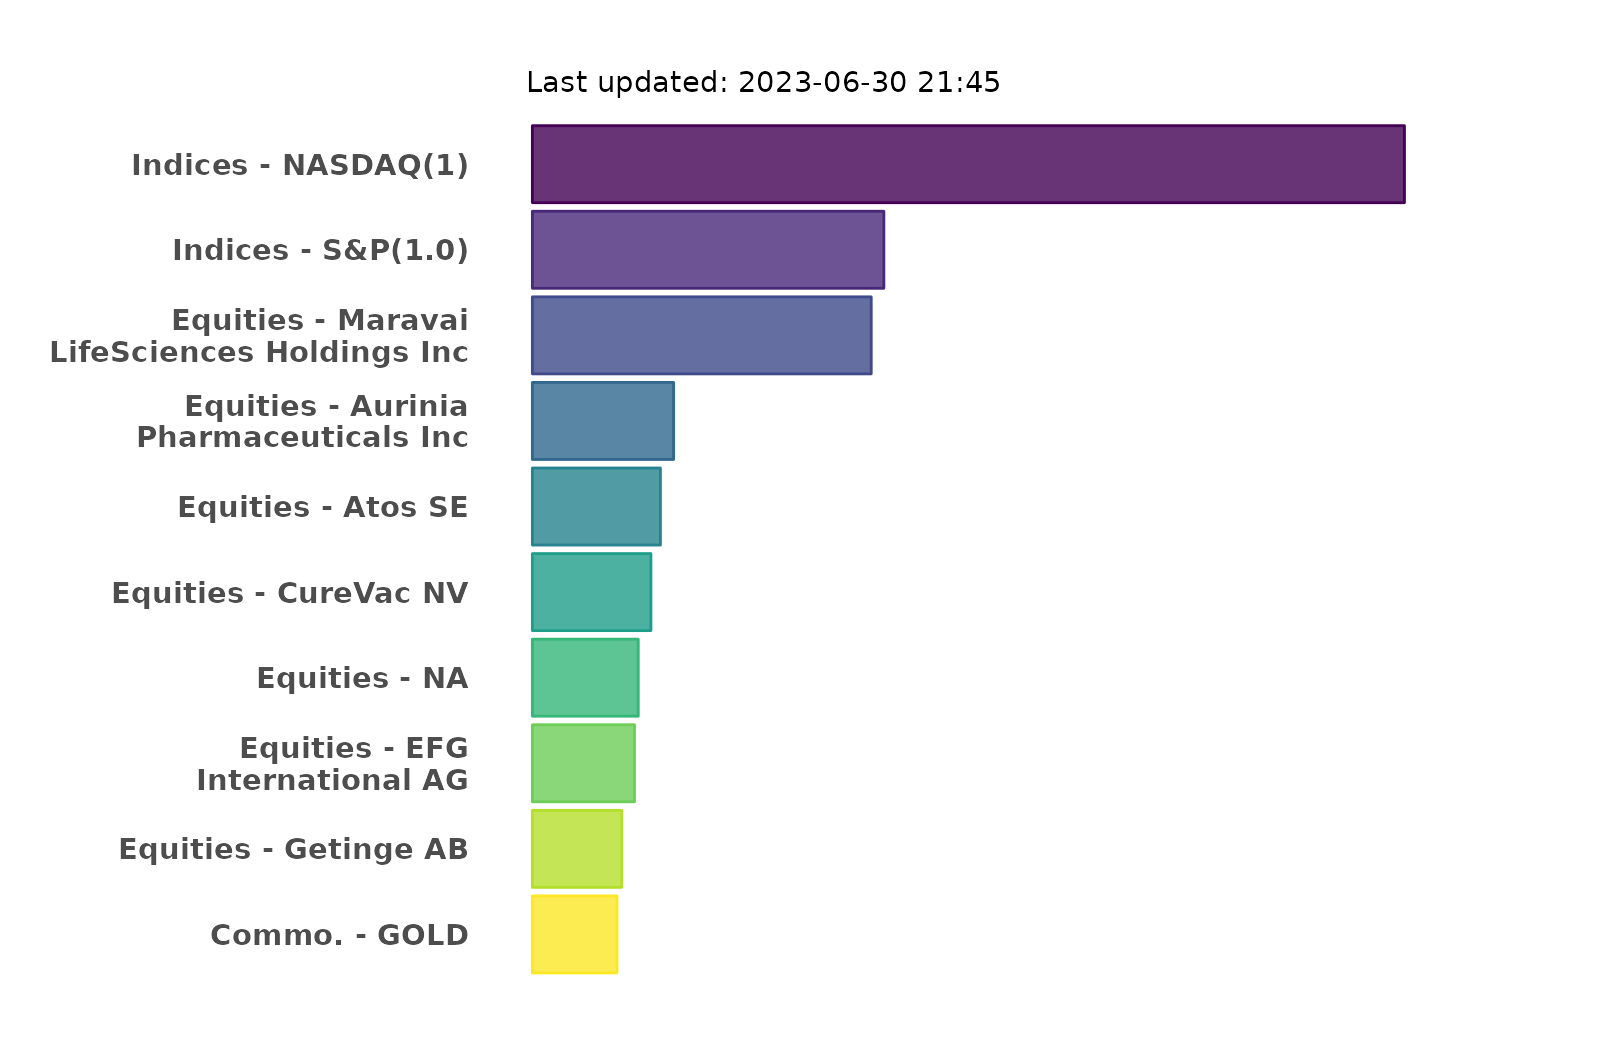 Last updated: 2023-06-30 21:45
Indices - NASDAQ(1)
Indices - S&P(1.0)
Equities - Maravai
LifeSciences Holdings Inc
Equities - Aurinia
Pharmaceuticals Inc
Equities - Atos SE
Equities - CureVac NV
Equities - NA
Equities - EFG
International AG
Equities - Getinge AB
Commo. - GOLD